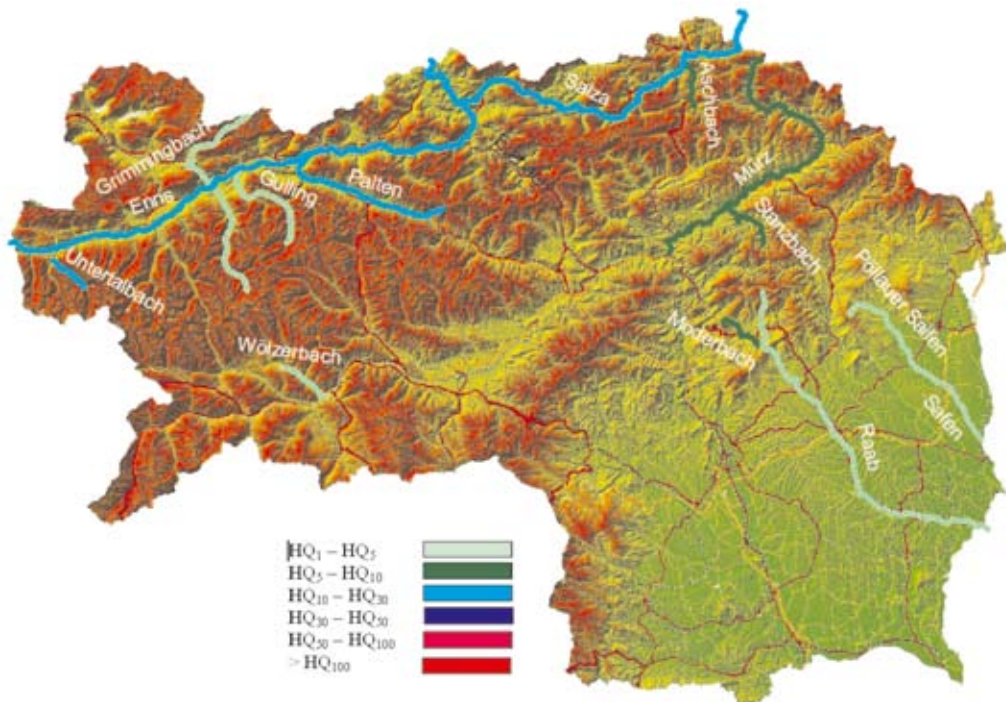 Salza
Aschbach
Grimmingbach
Mürz
Gulling
Palten
Enns
Stanzbach
Untertalbach
Pöllauer Saifen
Moderbach
Wölzerbach
Safen
Raab
HQ1 – HQ5
HQ5 – HQ10
HQ10 – HQ30
HQ30 – HQ50
HQ50 – HQ100
> HQ100